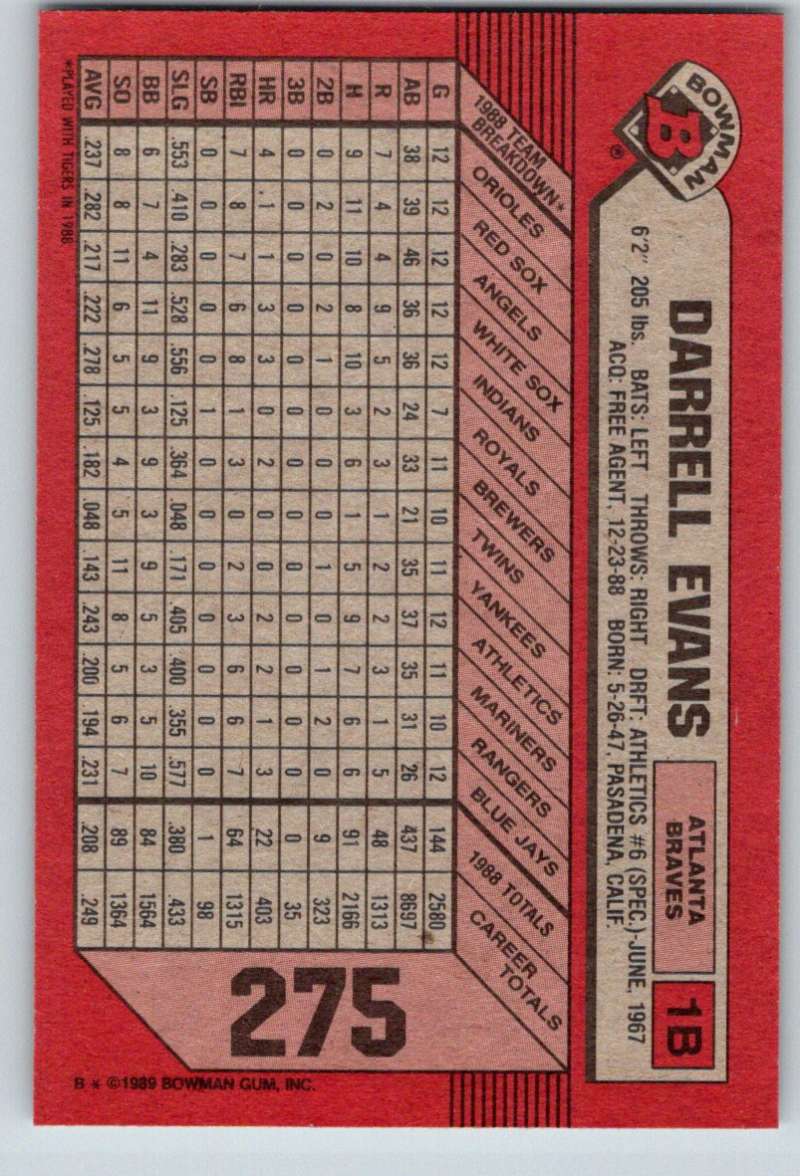 BOWMAN
B
®
DARRELL EVANS
ATLANTA
BRAVES
1B
6'2" 205 lbs. BATS: LEFT THROWS: RIGHT DRFT: ATHLETICS #6 (SPEC.)-JUNE, 1967
ACQ: FREE AGENT, 12-23-88 BORN: 5-26-47, PASADENA, CALIF.
1988 TEAM BREAKDOWN* ORIOLES RED SOX ANGELS WHITE SOX INDIANS ROYALS BREWERS TWINS YANKEES ATHLETICS MARINERS RANGERS BLUE JAYS 1988 TOTALS CAREER TOTALS
G 12 12 12 12 12 7 11 10 11 12 11 10 12 144 2580
AB 38 39 46 36 36 24 33 21 35 37 35 31 26 437 8697
R 7 4 4 9 5 2 3 1 2 2 3 1 5 48 1313
H 9 11 10 8 10 3 6 1 5 9 7 6 6 91 2166
2B 0 2 0 2 1 0 0 0 1 0 1 2 0 9 323
3B 0 0 0 0 0 0 0 0 0 0 0 0 0 0 35
HR 4 1 1 3 3 0 2 0 0 2 2 1 3 22 403
RBI 7 8 7 6 8 1 3 0 2 3 6 6 7 64 1315
SB 0 0 0 0 0 1 0 0 0 0 0 0 0 1 98
SLG .553 .410 .283 .528 .556 .125 .364 .048 .171 .405 .400 .355 .577 .380 .433
BB 6 7 4 11 9 3 9 3 9 5 3 5 10 84 1564
SO 8 8 11 6 5 5 4 5 11 8 5 6 7 89 1364
AVG .237 .282 .217 .222 .278 .125 .182 .048 .143 .243 .200 .194 .231 .208 .249
*PLAYED WITH TIGERS IN 1988
275
B * ©1989 BOWMAN GUM, INC.